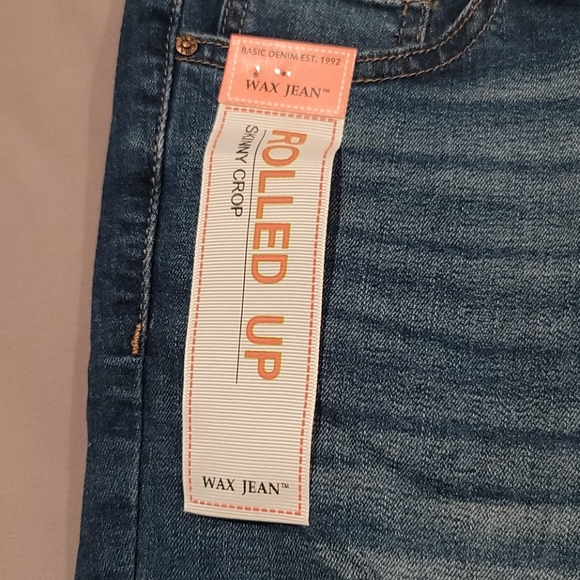 BASIC DENIM EST. 1992
WAX JEAN™
ROLLED UP
SKINNY CROP
WAX JEAN™